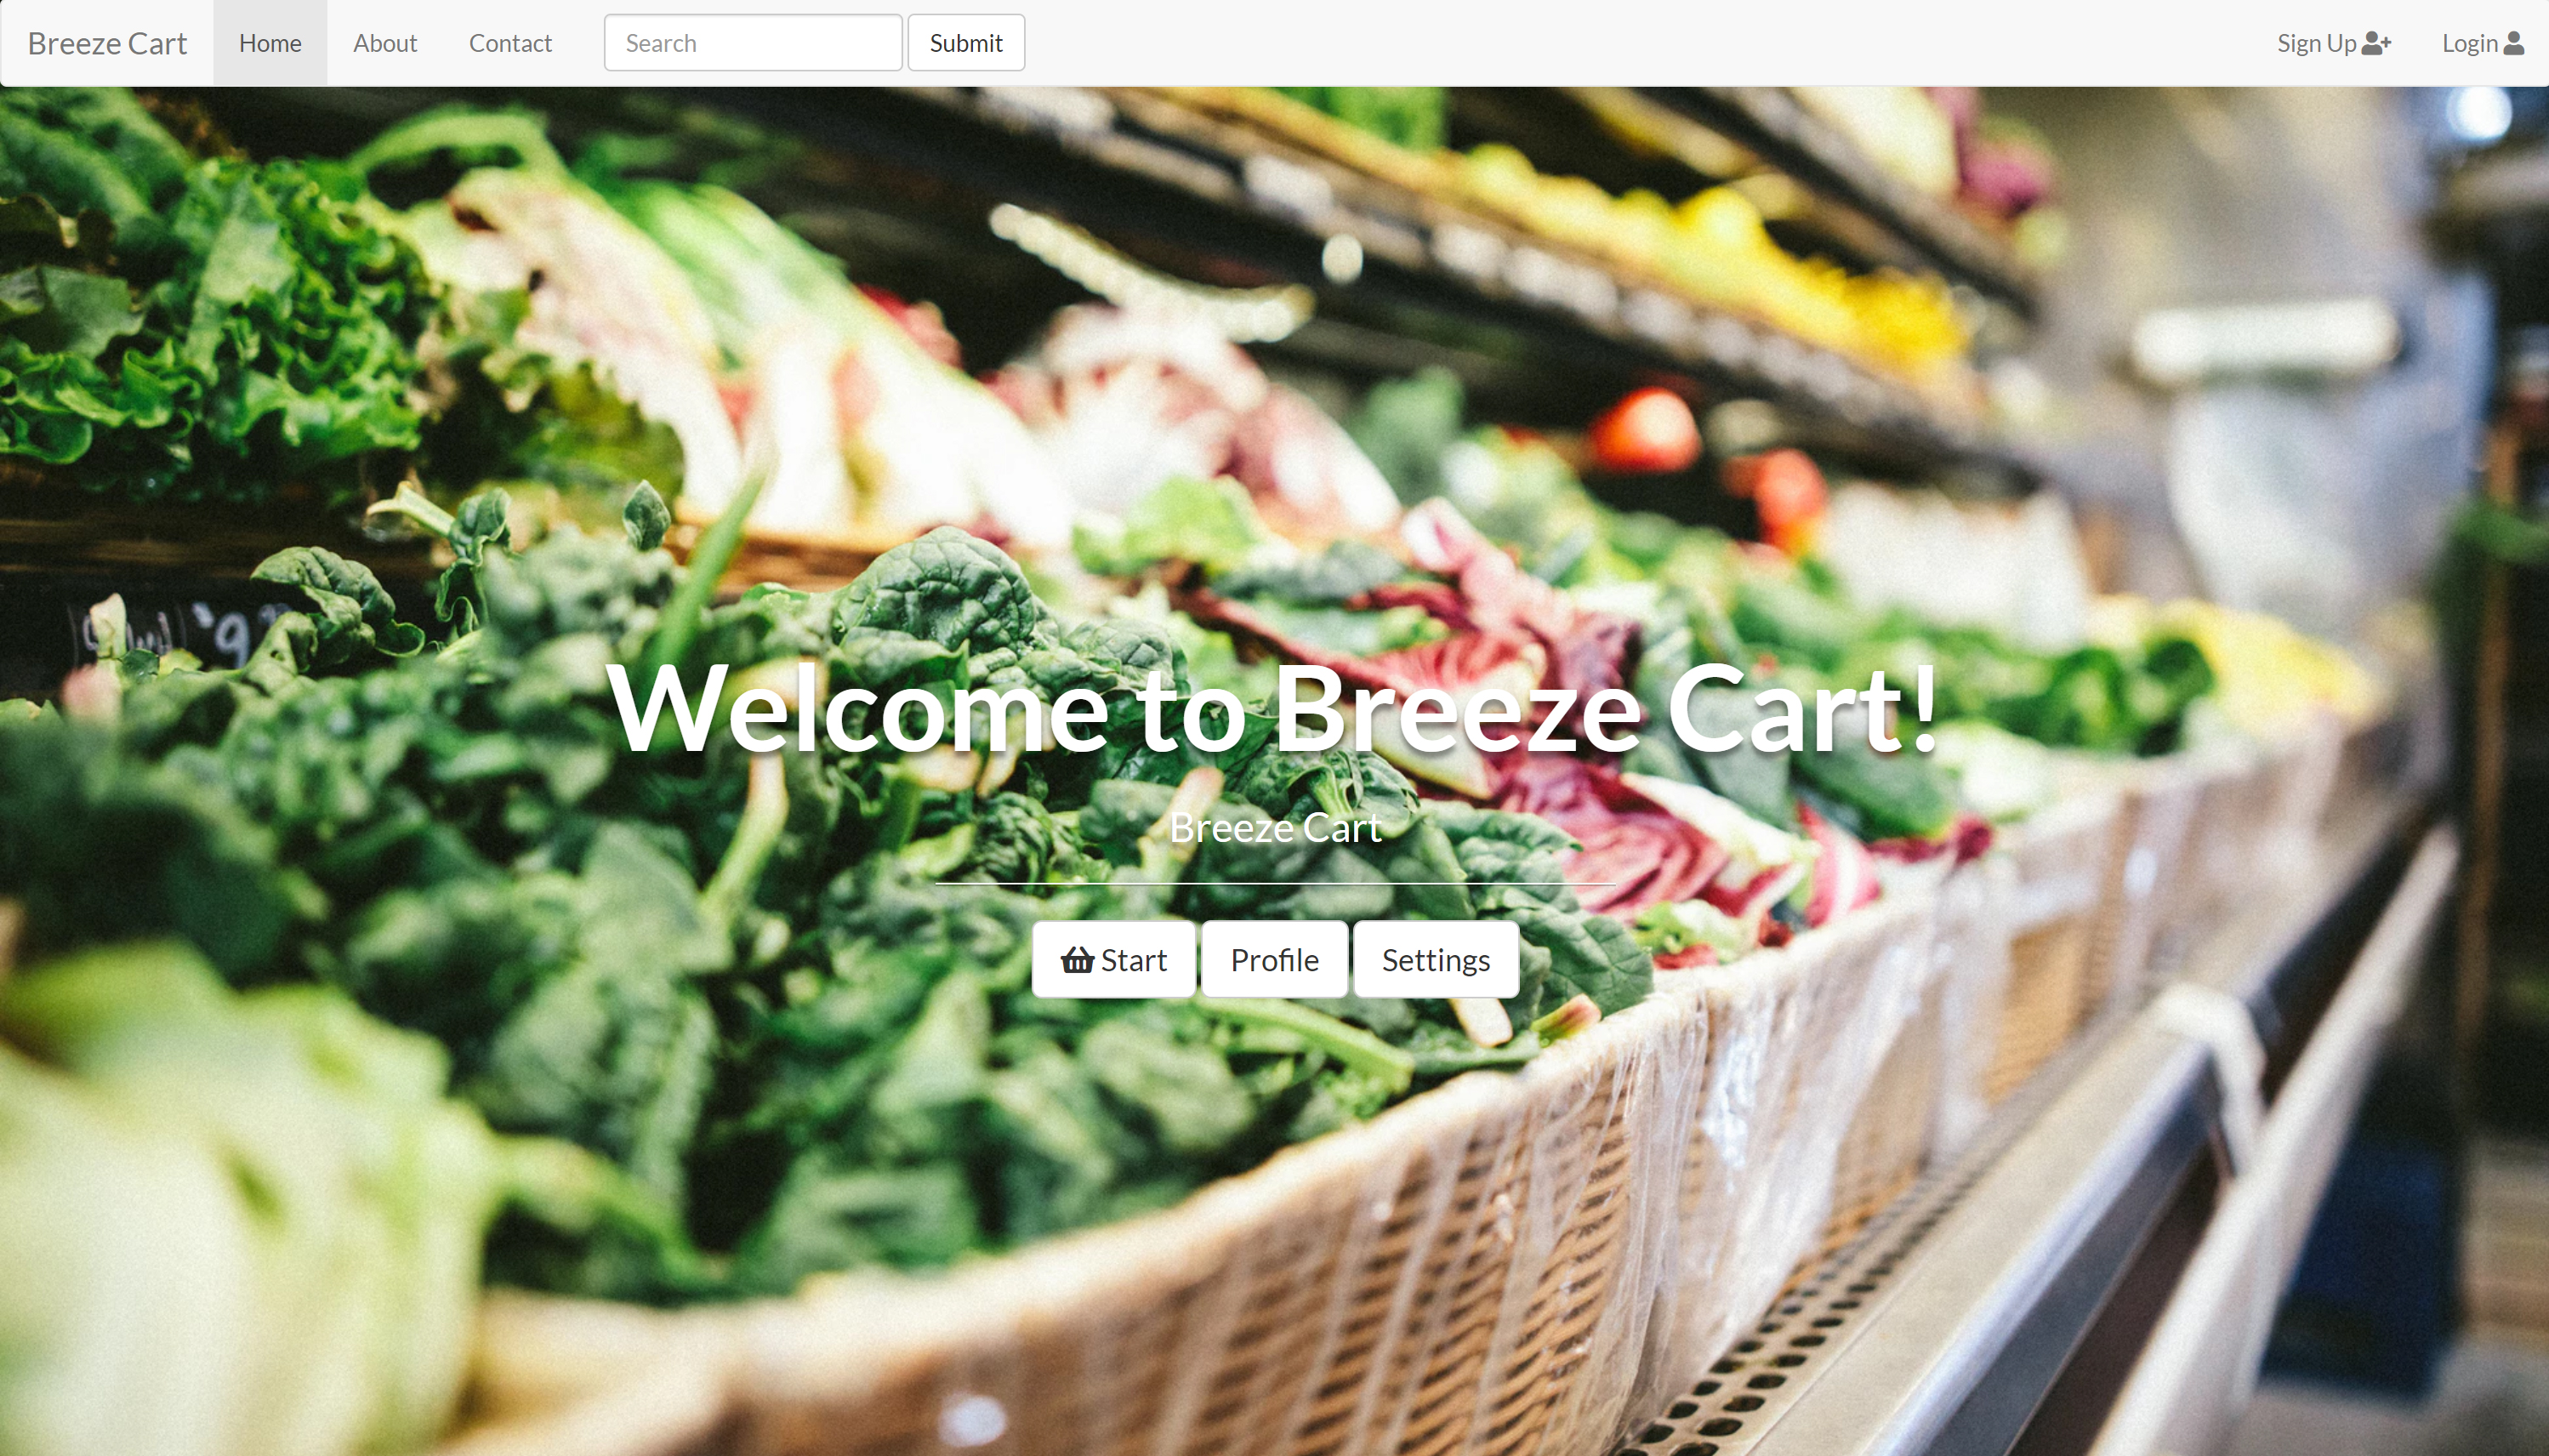 Breeze Cart Home About Contact Search Submit Sign Up Login
Welcome to Breeze Cart!
Breeze Cart
Start Profile Settings